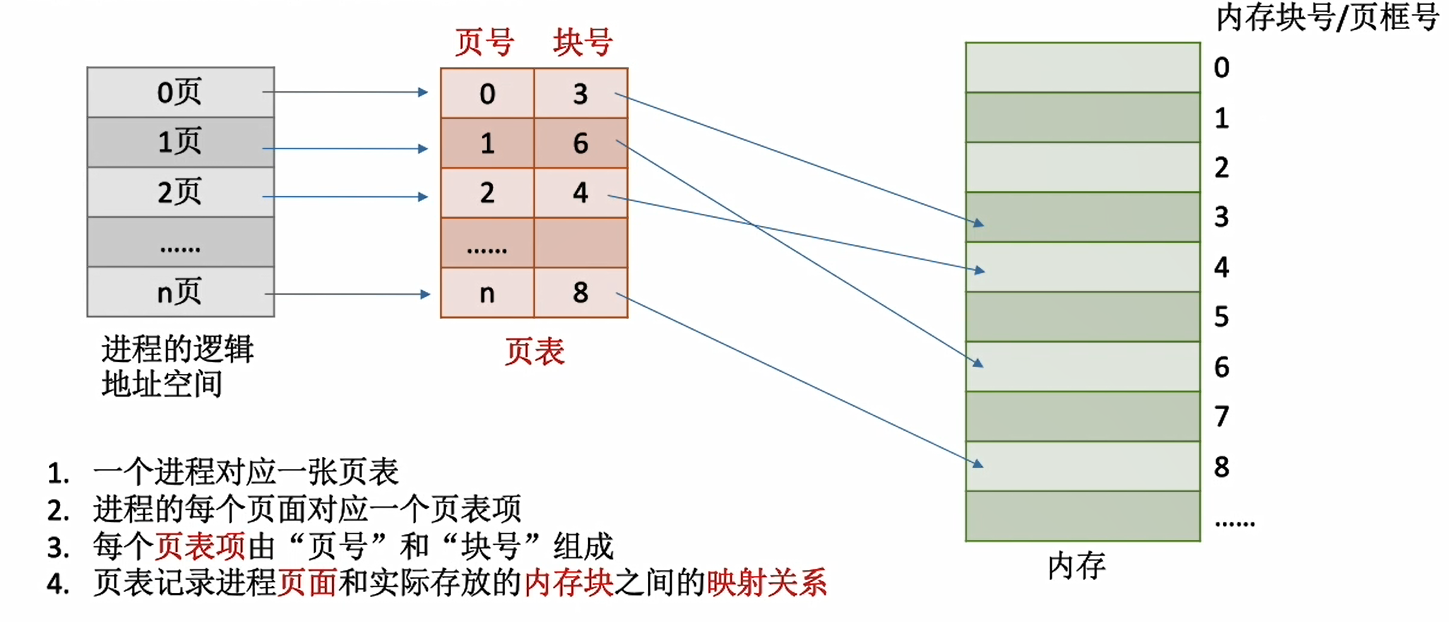 内存块号/页框号
页号 块号
0页
1页
2页
……
n页
0 3
1 6
2 4
……
n 8
0
1
2
3
4
5
6
7
8
……
进程的逻辑
地址空间
页表
内存
1. 一个进程对应一张页表
2. 进程的每个页面对应一个页表项
3. 每个页表项由“页号”和“块号”组成
4. 页表记录进程页面和实际存放的内存块之间的映射关系